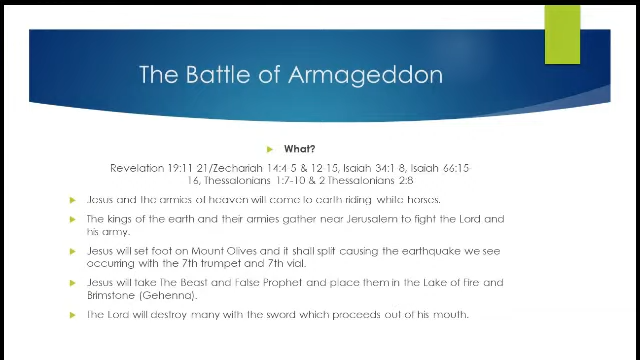 The Battle of Armageddon
What?
Revelation 19:11-21/Zechariah 14:4-5 & 12-15, Isaiah 34:1-8, Isaiah 66:15
16, Thessalonians 1:7-10 & 2 Thessalonians 2:8
Jesus and the armies of heaven will come to earth riding white horses.
The kings of the earth and their armies gather near Jerusalem to fight the Lord and
his army.
Jesus will set foot on Mount Olives and it shall split causing the earthquake we see
occurring with the 7th trumpet and 7th vial.
Jesus will take The Beast and False Prophet and place them in the Lake of Fire and
Brimstone (Gehenna).
The Lord will destroy many with the sword which proceeds out of his mouth.